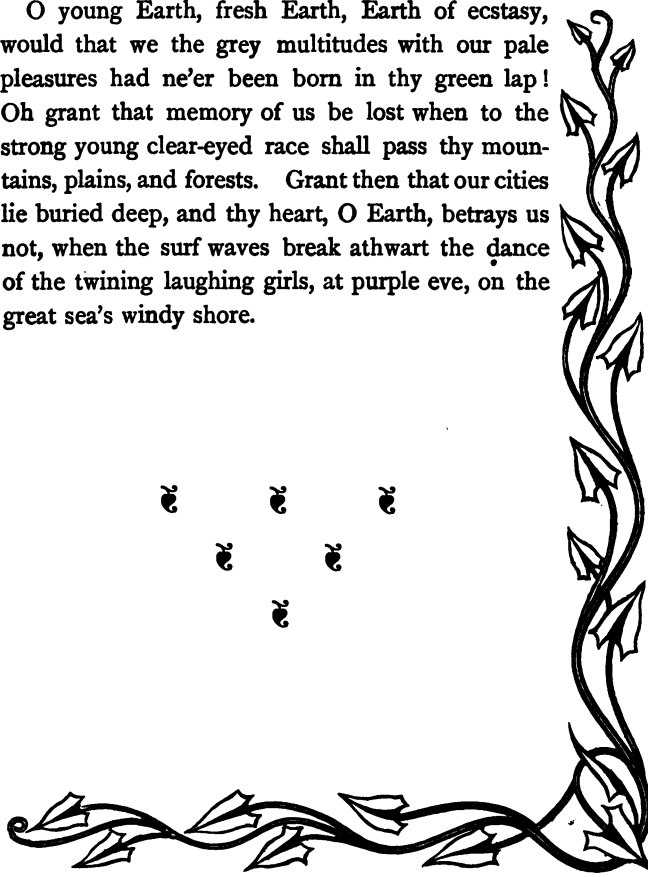 O young Earth, fresh Earth, Earth of ecstasy,
would that we the grey multitudes with our pale
pleasures had ne’er been born in thy green lap!
Oh grant that memory of us be lost when to the
strong young clear-eyed race shall pass thy moun-
tains, plains, and forests. Grant then that our cities
lie buried deep, and thy heart, O Earth, betrays us
not, when the surf waves break athwart the dance
of the twining laughing girls, at purple eve, on the
great sea’s windy shore.